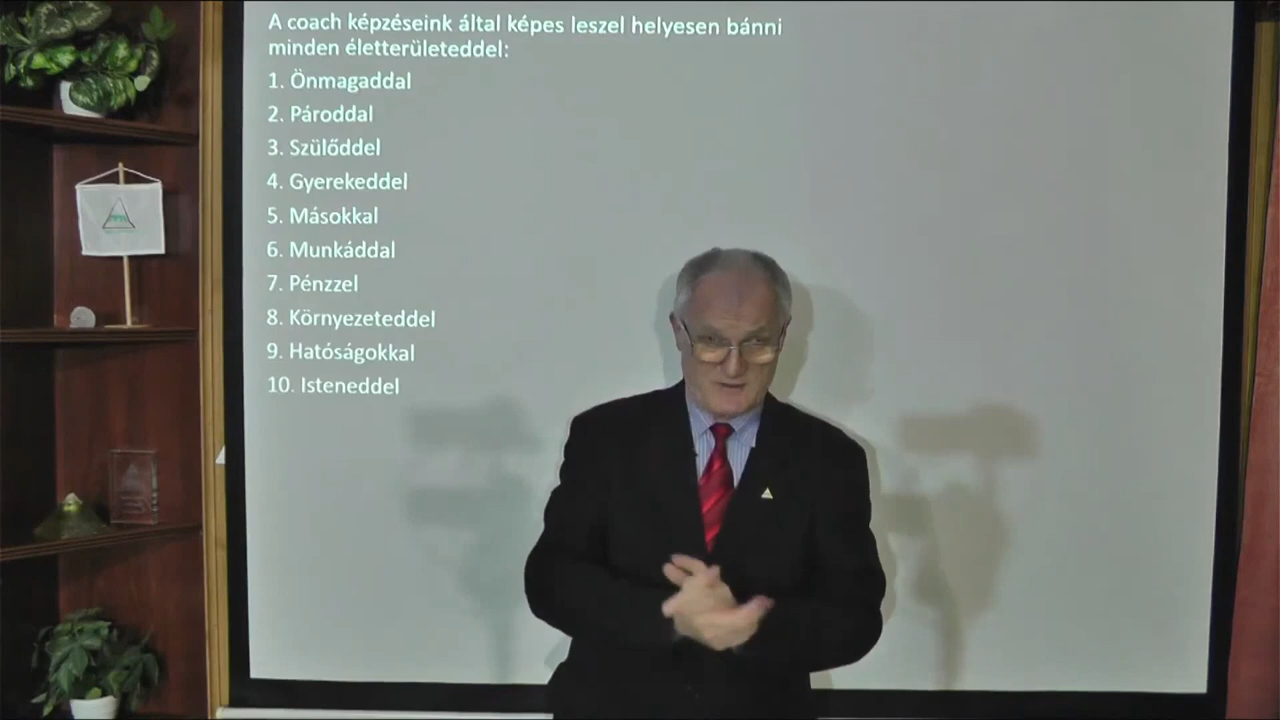 A coach képzéseink által képes leszel helyesen bánni
minden életterületeddel:
1. Önmagaddal
2. Pároddal
3. Szülőddel
4. Gyerekeddel
5. Másokkal
6. Munkáddal
7. Pénzzel
8. Környezeteddel
9. Hatóságokkal
10. Isteneddel